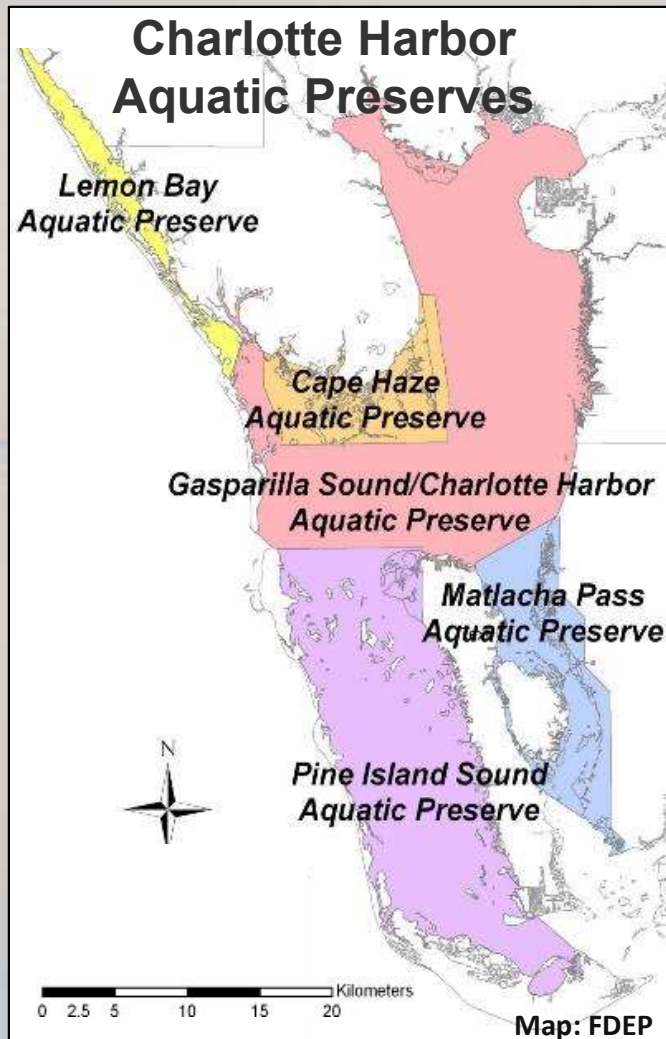 Charlotte Harbor
Aquatic Preserves
Lemon Bay
Aquatic Preserve
Cape Haze
Aquatic Preserve
Gasparilla Sound/Charlotte Harbor
Aquatic Preserve
Matlacha Pass
Aquatic Preserve
Pine Island Sound
Aquatic Preserve
N
Kilometers
0 2.5 5 10 15 20
Map: FDEP